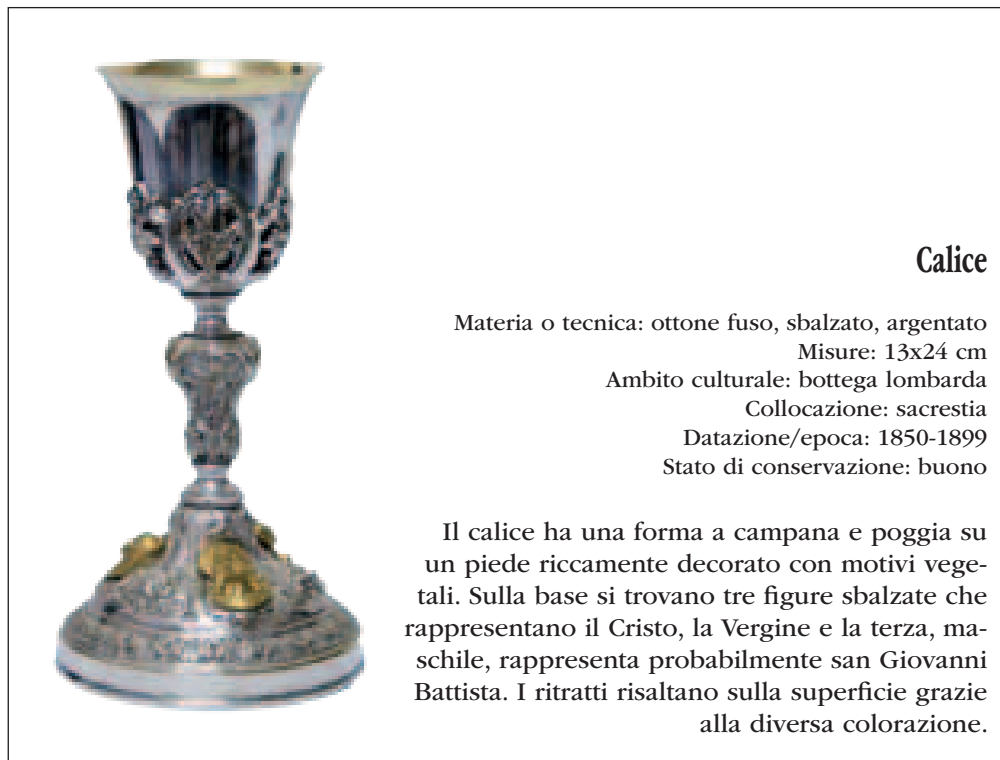 Calice
Materia o tecnica: ottone fuso, sbalzato, argentato
Misure: 13x24 cm
Ambito culturale: bottega lombarda
Collocazione: sacrestia
Datazione/epoca: 1850-1899
Stato di conservazione: buono
Il calice ha una forma a campana e poggia su
un piede riccamente decorato con motivi vege-
tali. Sulla base si trovano tre figure sbalzate che
rappresentano il Cristo, la Vergine e la terza, ma-
schile, rappresenta probabilmente san Giovanni
Battista. I ritratti risaltano sulla superficie grazie
alla diversa colorazione.